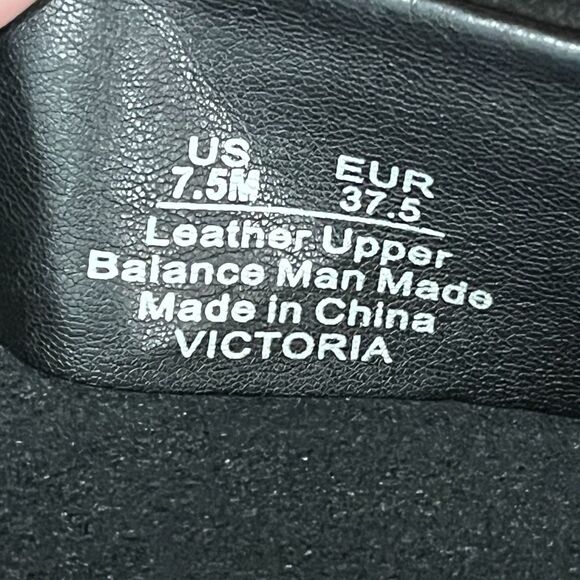 US EUR
7.5M 37.5
Leather Upper
Balance Man Made
Made in China
VICTORIA